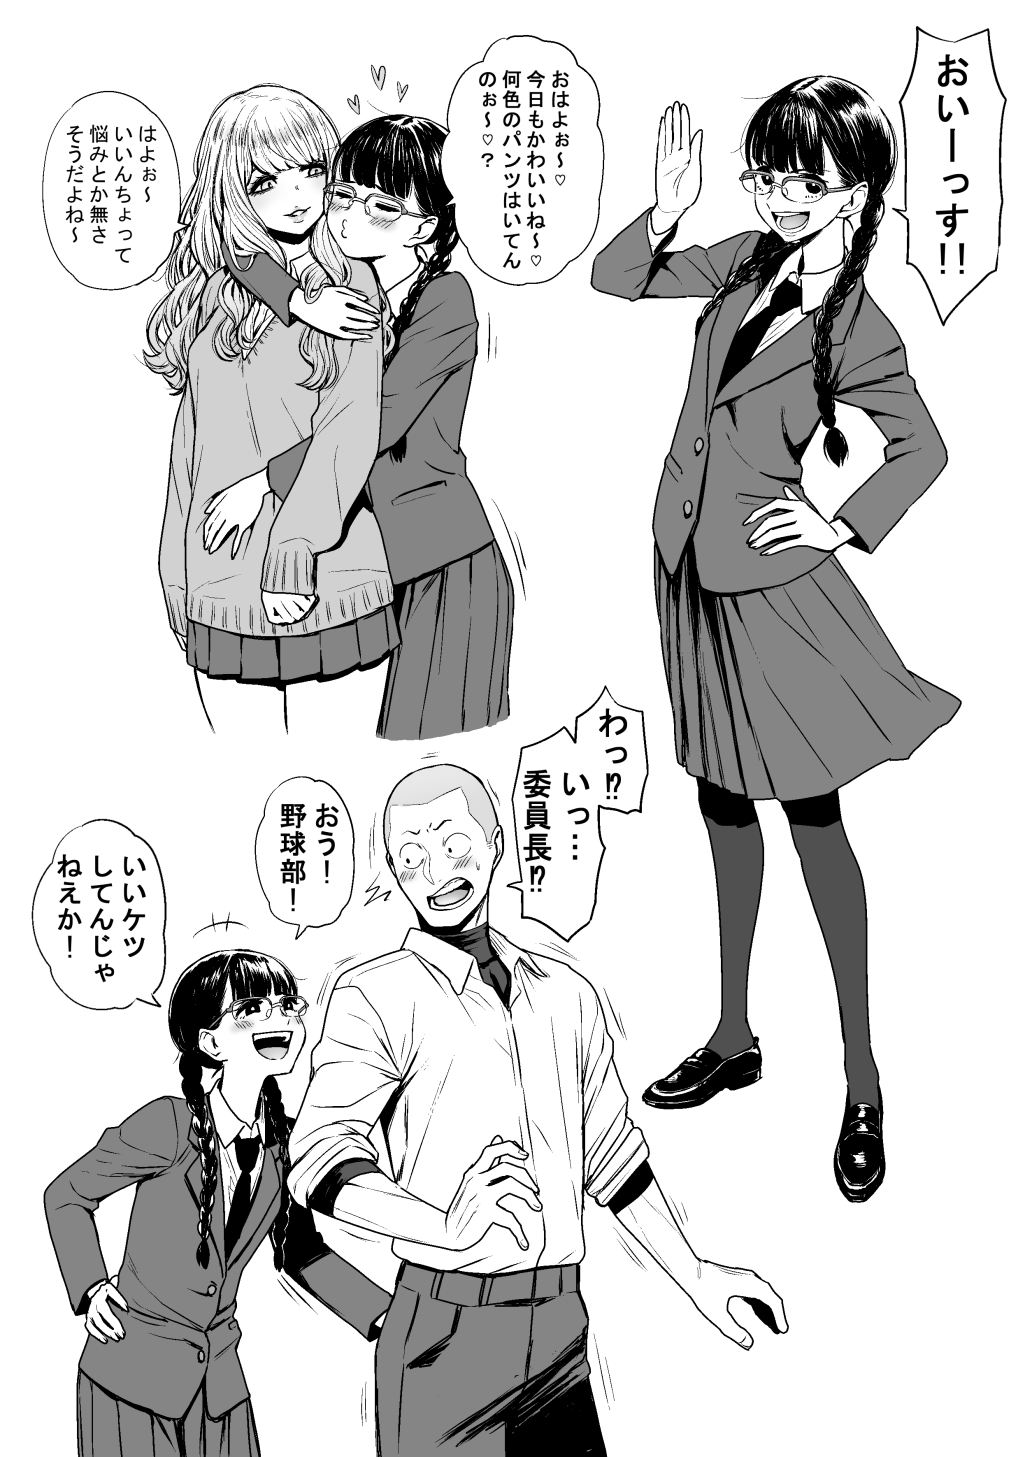 おいーっす!!
おはよぉ～♡
今日もかわいいね～♡
何色のパンツはいてん
のぉ～♡?
はよぉ～
いいんちょって
悩みとか無さ
そうだよね～
わっ!?
いっ…
委員長!?
おう!
野球部!
いいケツ
してんじゃ
ねえか!